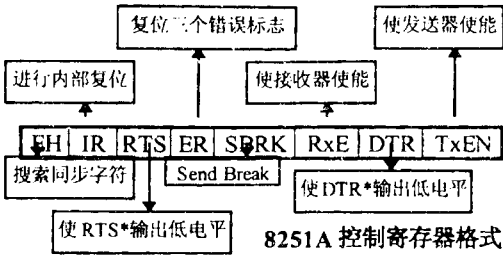 复位三个错误标志
使发送器使能
进行内部复位
使接收器使能
EH IR RTS ER SBRK RxE DTR TxEN
搜索同步字符
Send Break
使DTR*输出低电平
使RTS*输出低电平
8251A 控制寄存器格式